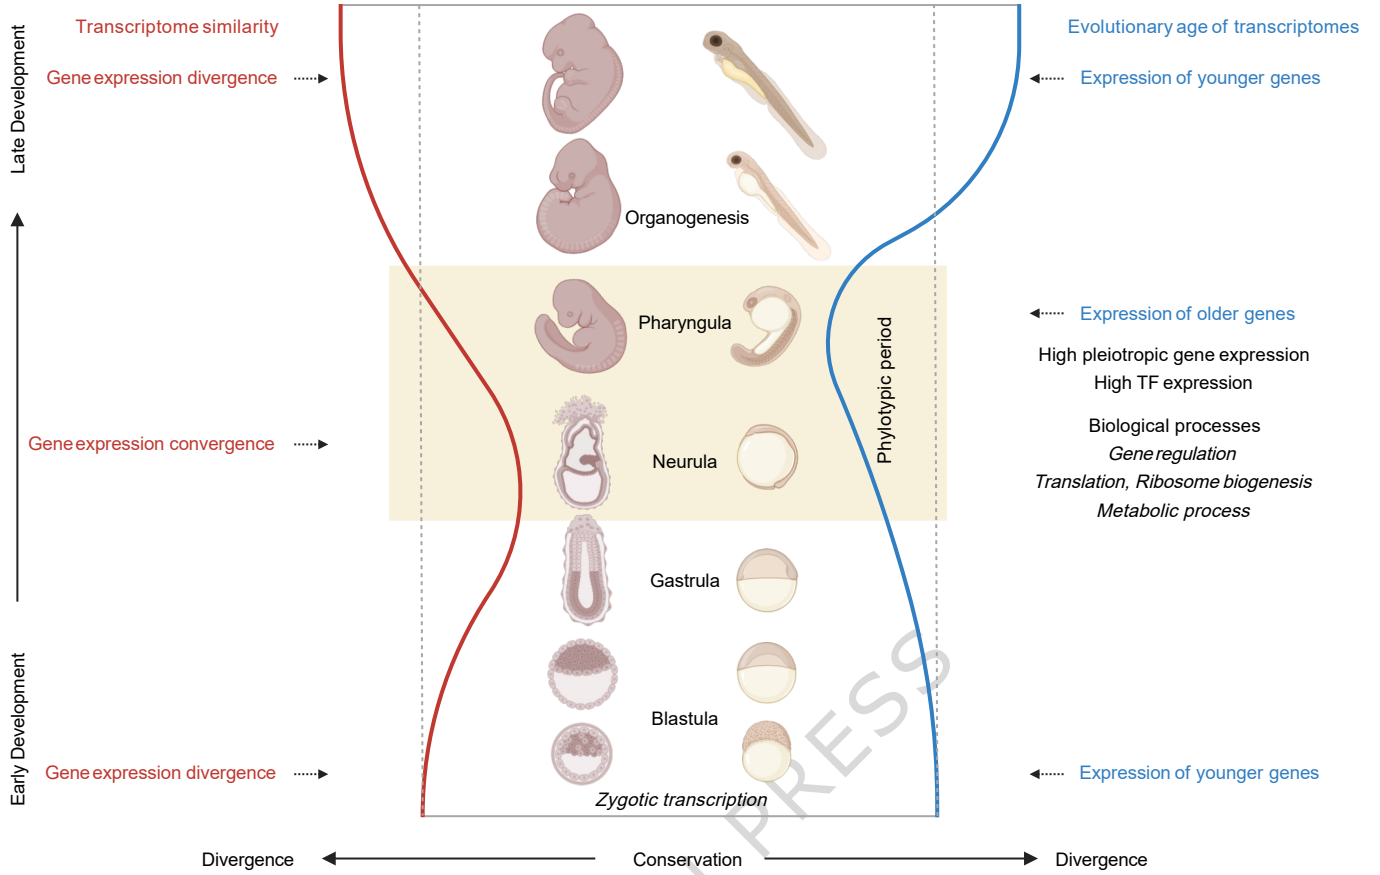 Late Development
Early Development
Transcriptome similarity
Gene expression divergence
Gene expression convergence
Gene expression divergence
Organogenesis
Pharyngula
Neurula
Gastrula
Blastula
Zygotic transcription
Phylotypic period
Evolutionary age of transcriptomes
Expression of younger genes
Expression of older genes
High pleiotropic gene expression
High TF expression
Biological processes
Gene regulation
Translation, Ribosome biogenesis
Metabolic process
Expression of younger genes
Divergence
Conservation
Divergence
PRESS